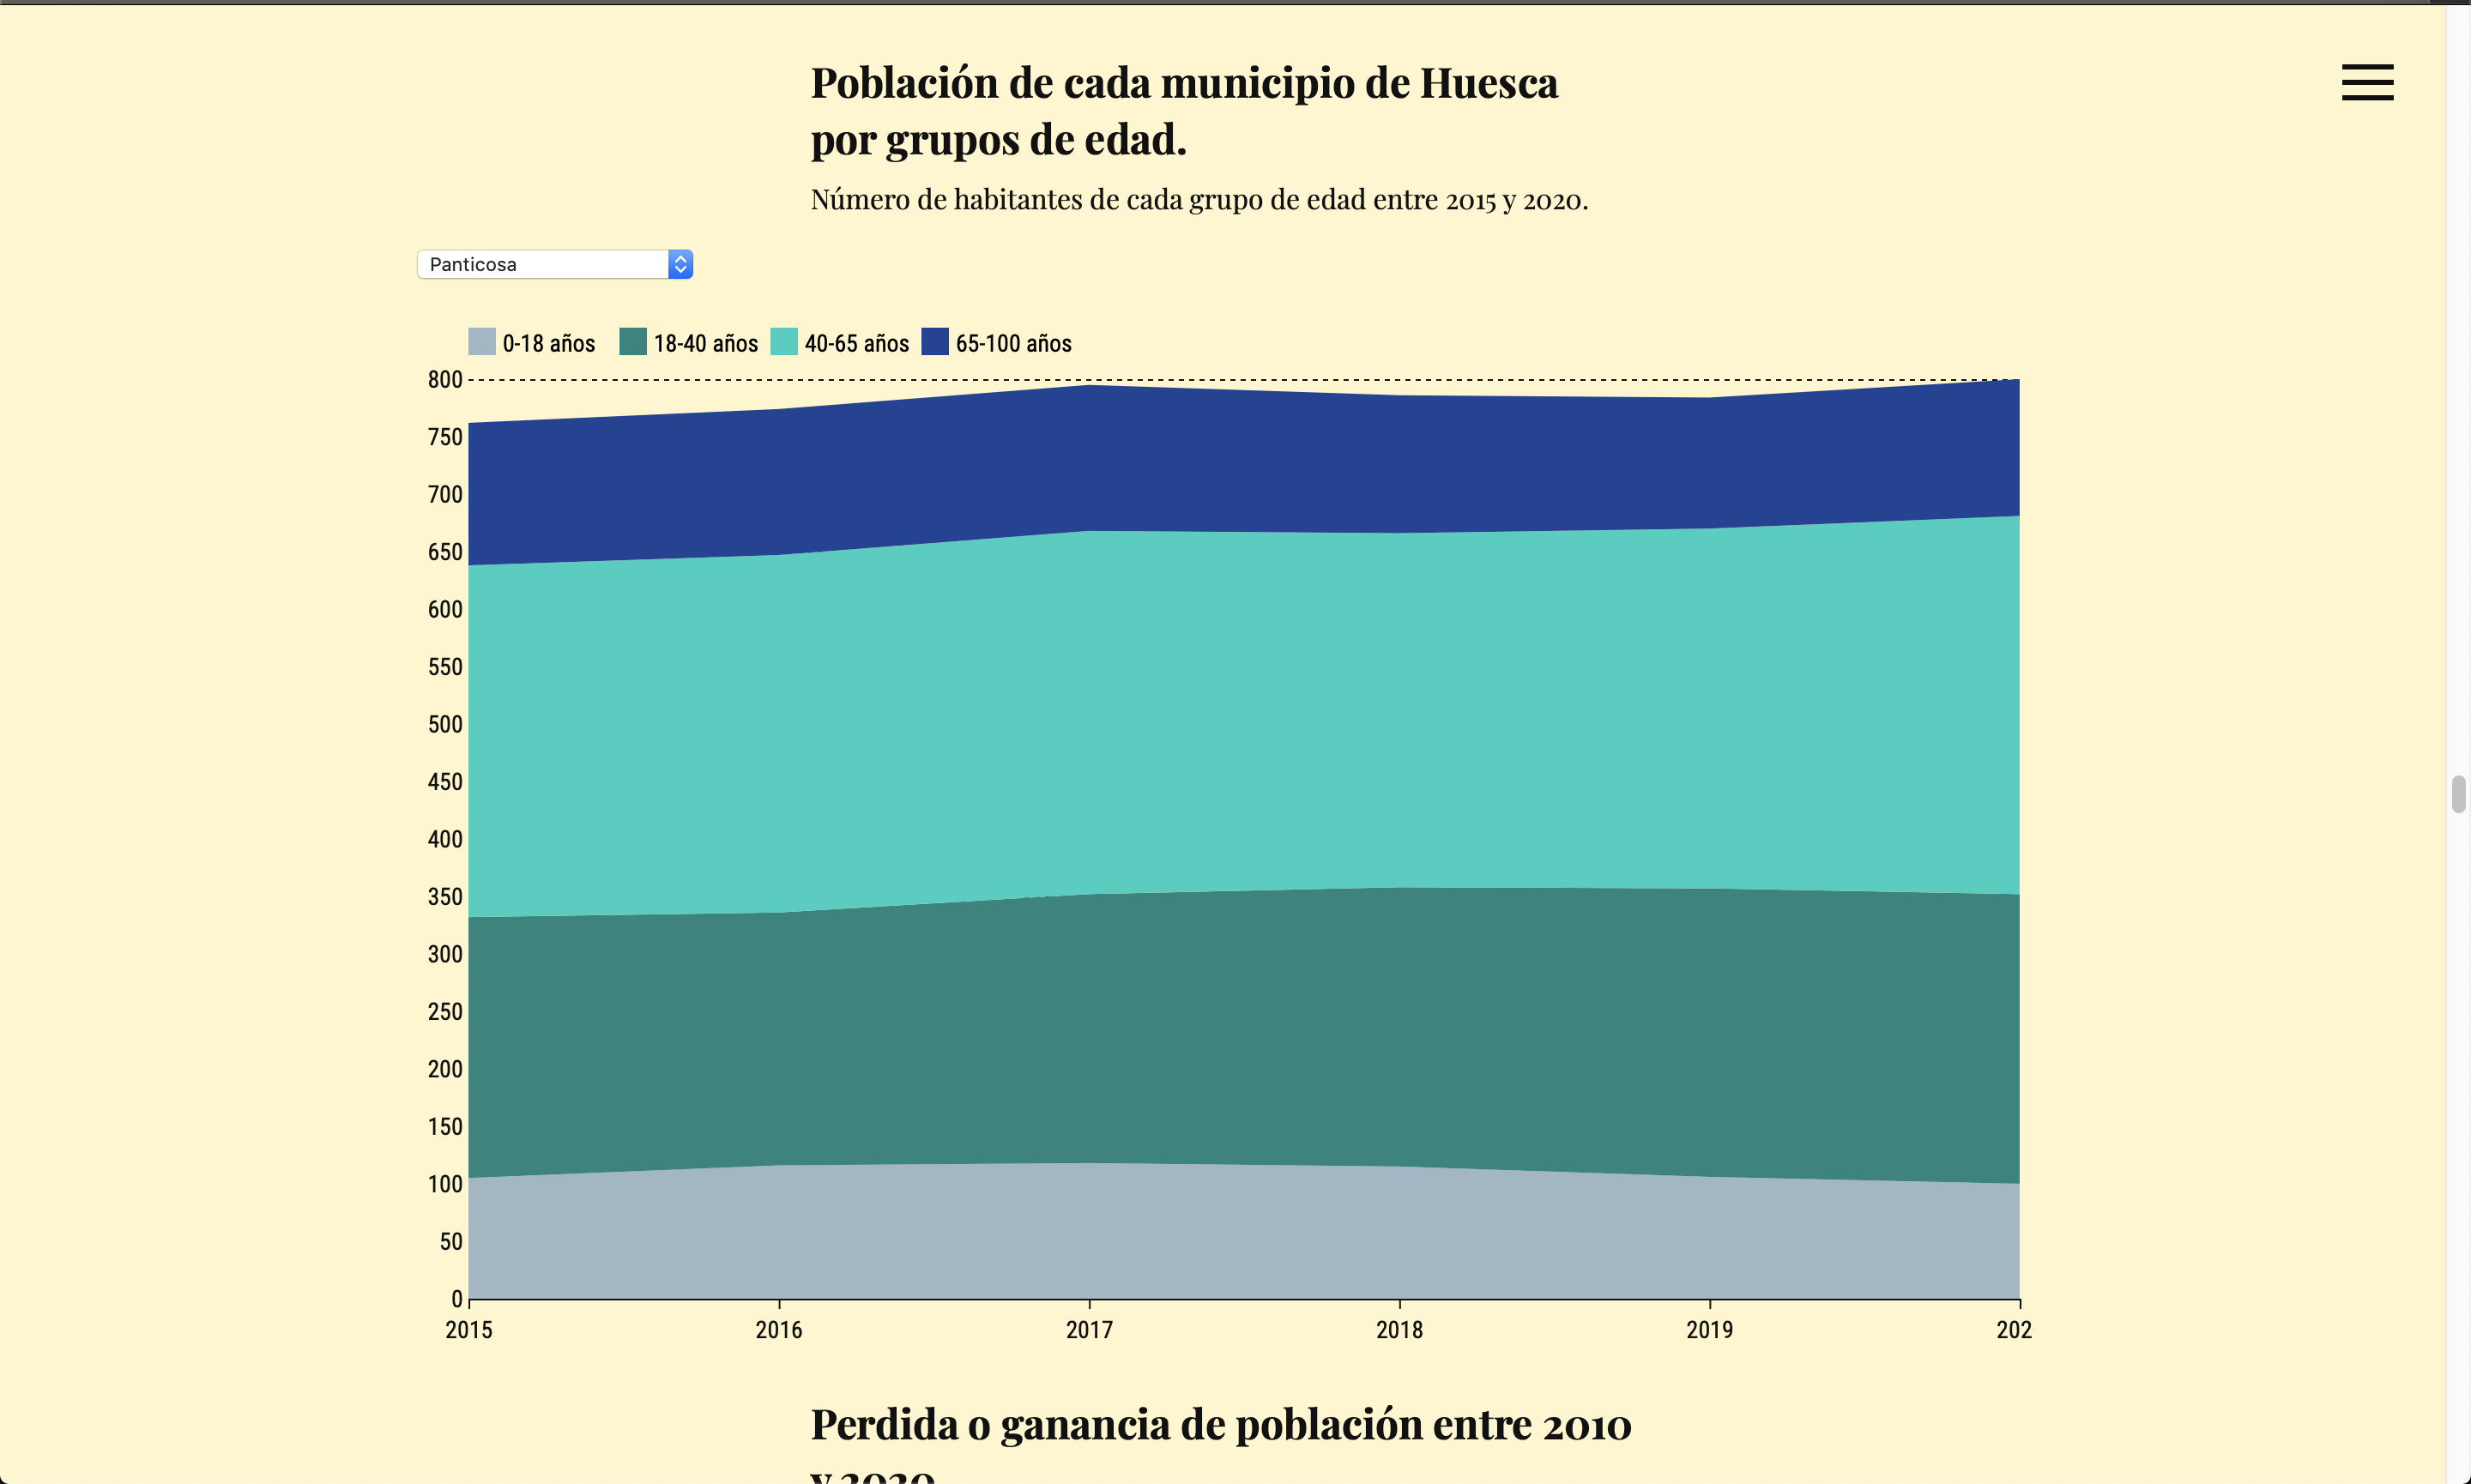 Población de cada municipio de Huesca
por grupos de edad.
Número de habitantes de cada grupo de edad entre 2015 y 2020.
Panticosa
0-18 años 18-40 años 40-65 años 65-100 años
800
750
700
650
600
550
500
450
400
350
300
250
200
150
100
50
0
2015 2016 2017 2018 2019 202
Perdida o ganancia de población entre 2010
y 2020